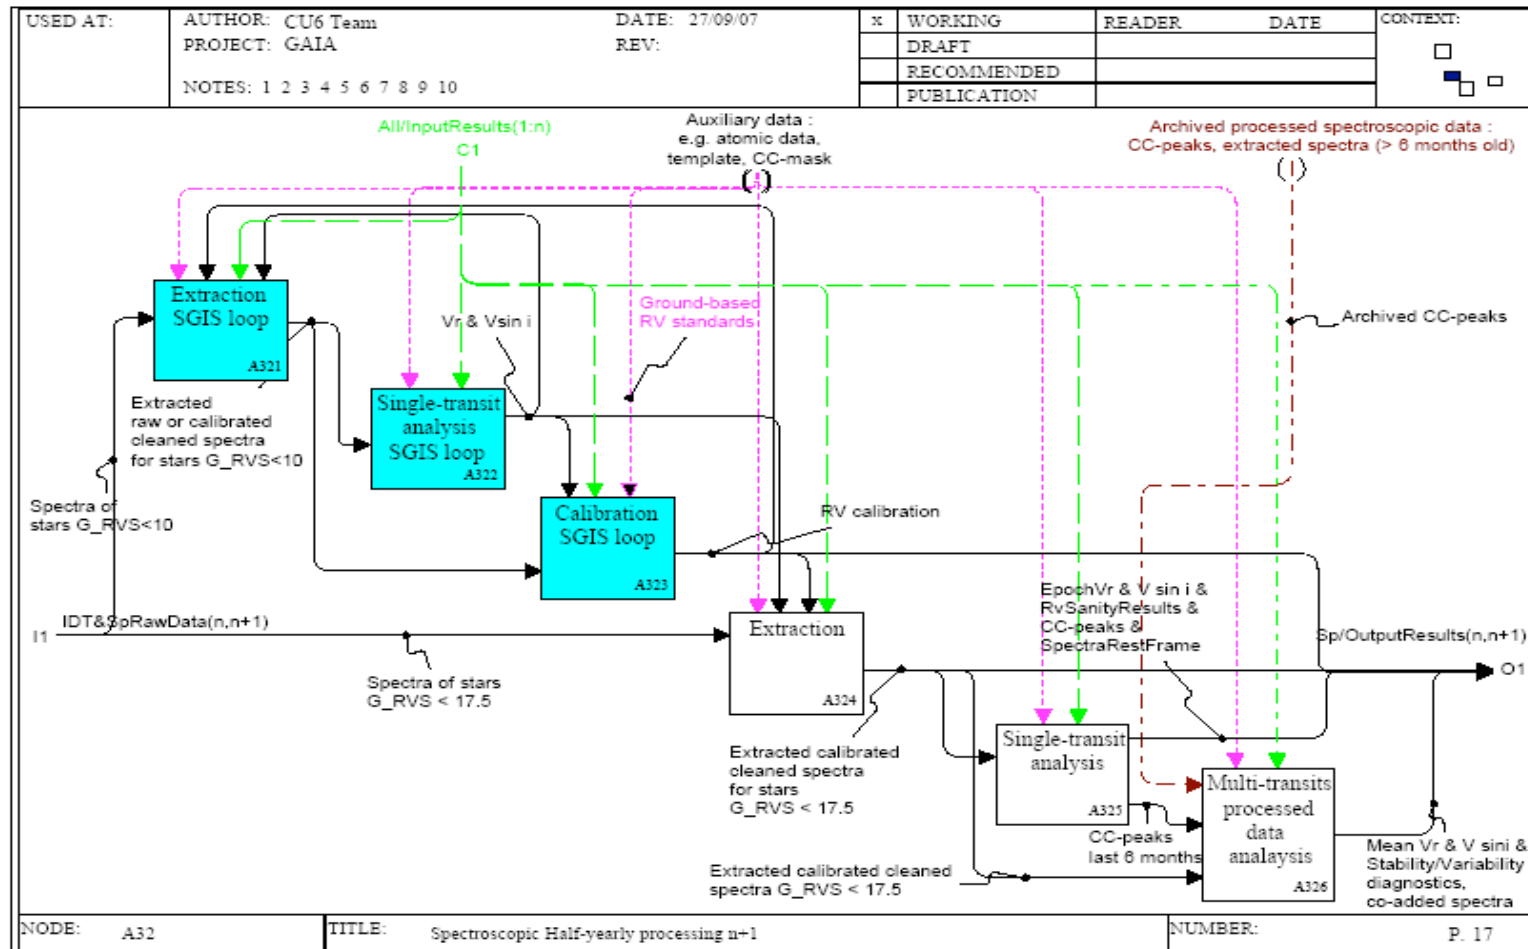 USED AT:
AUTHOR: CU6 Team
DATE: 27/09/07
PROJECT: GAIA
REV:
NOTES: 1 2 3 4 5 6 7 8 9 10
x WORKING
READER
DATE
CONTEXT:
DRAFT
RECOMMENDED
PUBLICATION
All/InputResults(1:n)
C1
Auxiliary data :
e.g. atomic data,
template, CC-mask
Archived processed spectroscopic data :
CC-peaks, extracted spectra (> 6 months old)
Extraction
SGIS loop
A321
Vr & Vsin i
Ground-based
RV standards
Archived CC-peaks
Extracted
raw or calibrated
cleaned spectra
for stars G_RVS<10
Single-transit
analysis
SGIS loop
A322
Spectra of
stars G_RVS<10
Calibration
SGIS loop
A323
RV calibration
I1
IDT&SpRawData(n,n+1)
Extraction
A324
EpochVr & V sin i &
RvSanityResults &
CC-peaks &
SpectraRestFrame
Sp/OutputResults(n,n+1)
O1
Spectra of stars
G_RVS < 17.5
Extracted calibrated
cleaned spectra
for stars
G_RVS < 17.5
Single-transit
analysis
A325
Multi-transits
processed
data
analaysis
A326
CC-peaks
last 6 months
Extracted calibrated cleaned
spectra G_RVS < 17.5
Mean Vr & V sini &
Stability/Variability
diagnostics,
co-added spectra
NODE: A32
TITLE: Spectroscopic Half-yearly processing n+1
NUMBER: P. 17